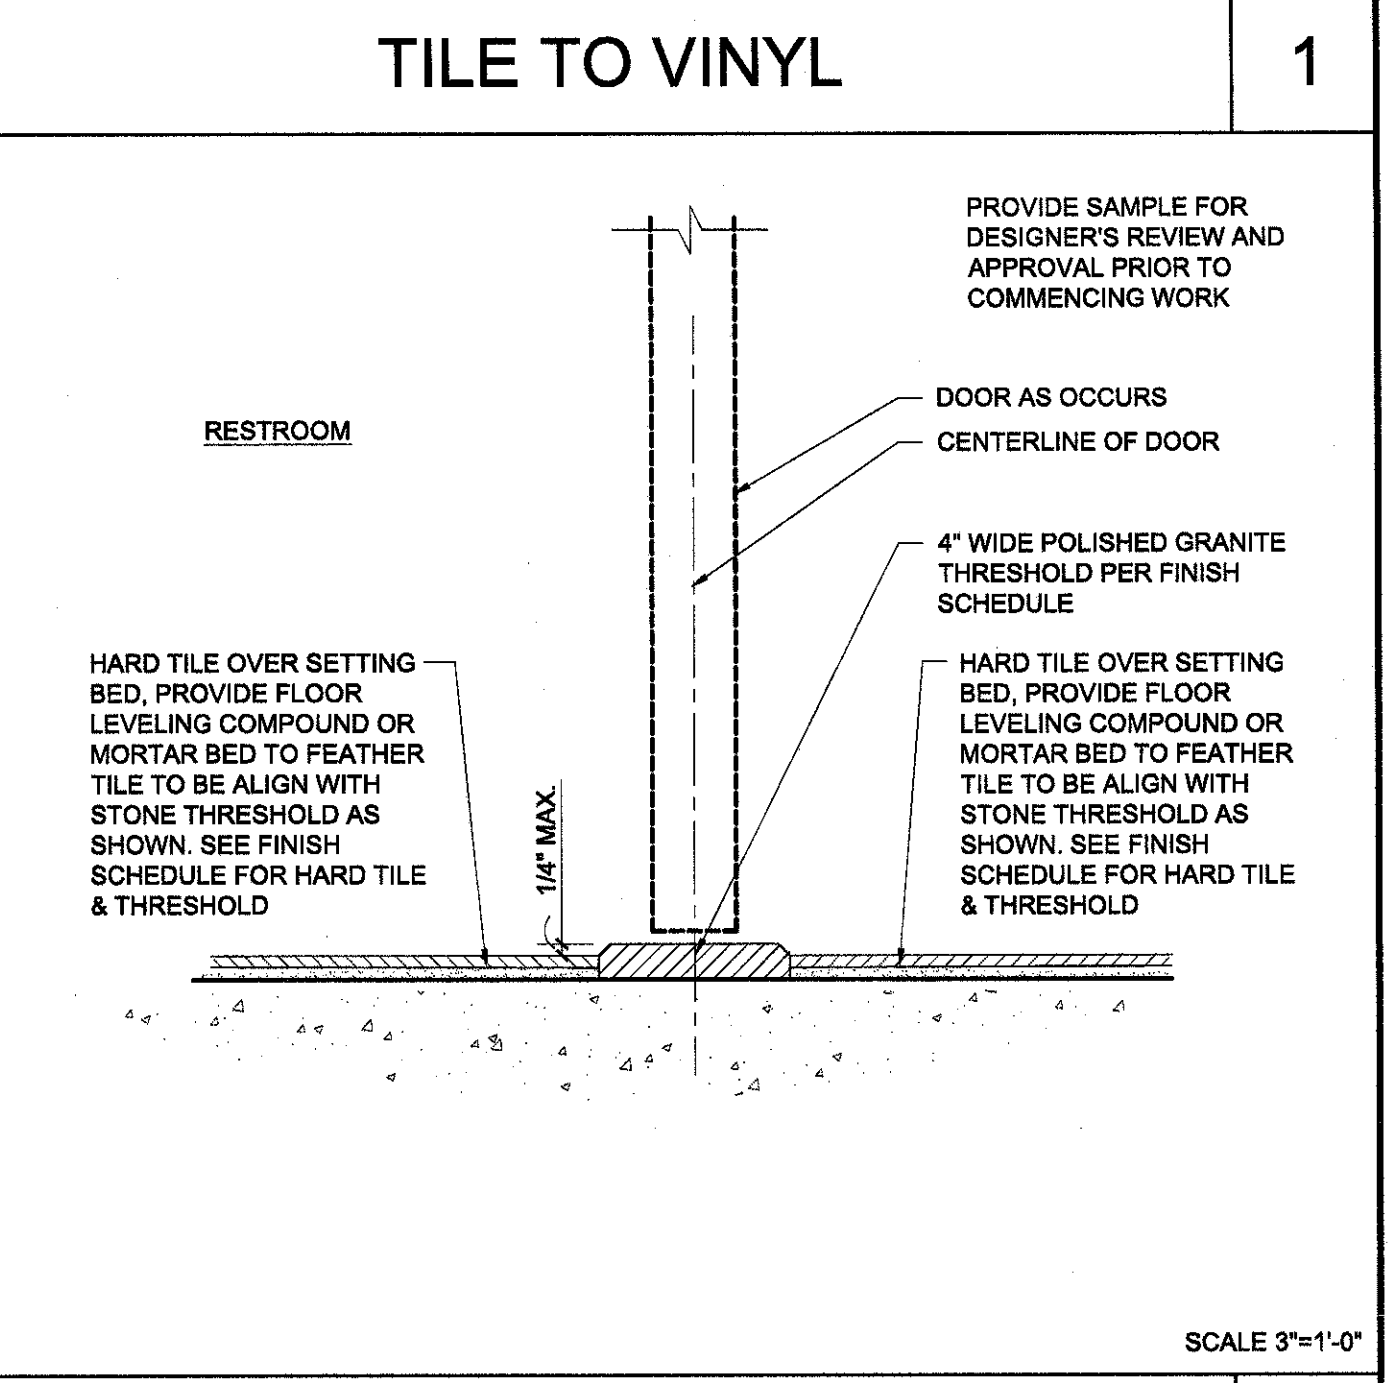 TILE TO VINYL
1
PROVIDE SAMPLE FOR
DESIGNER'S REVIEW AND
APPROVAL PRIOR TO
COMMENCING WORK
DOOR AS OCCURS
RESTROOM
CENTERLINE OF DOOR
4" WIDE POLISHED GRANITE
THRESHOLD PER FINISH
SCHEDULE
HARD TILE OVER SETTING
BED, PROVIDE FLOOR
LEVELING COMPOUND OR
MORTAR BED TO FEATHER
TILE TO BE ALIGN WITH
STONE THRESHOLD AS
SHOWN. SEE FINISH
SCHEDULE FOR HARD TILE
& THRESHOLD
1/4" MAX.
HARD TILE OVER SETTING
BED, PROVIDE FLOOR
LEVELING COMPOUND OR
MORTAR BED TO FEATHER
TILE TO BE ALIGN WITH
STONE THRESHOLD AS
SHOWN. SEE FINISH
SCHEDULE FOR HARD TILE
& THRESHOLD
SCALE 3"=1'-0"